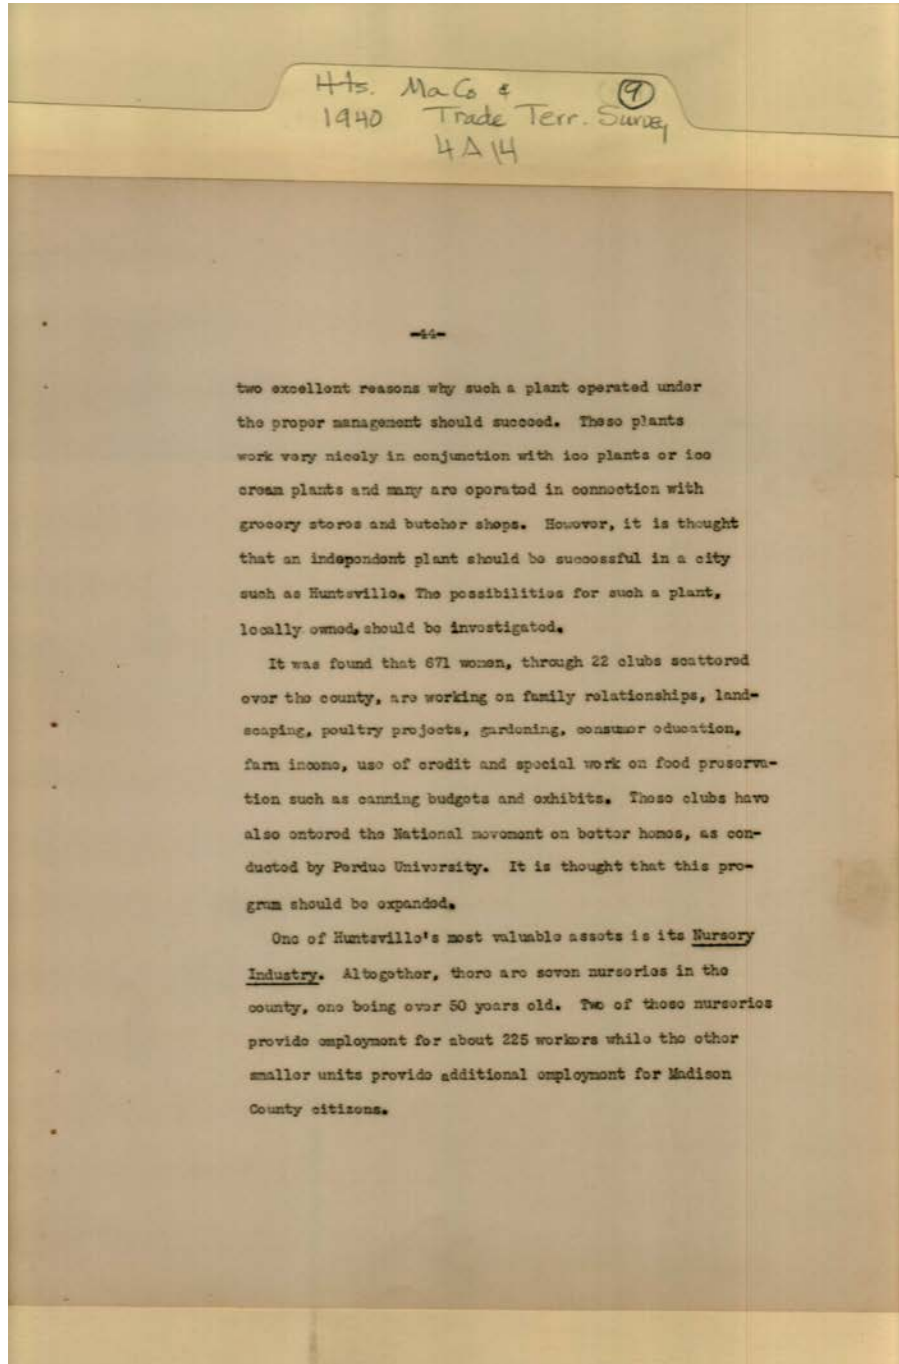 Hts. Ma Co & 9
1940 Trade Terr. Survey
4A14
-44-
two excellent reasons why such a plant operated under
the proper management should succeed. These plants
work very nicely in conjunction with ice plants or ice
cream plants and many are operated in connection with
grocery stores and butcher shops. However, it is thought
that an independent plant should be successful in a city
such as Huntsville. The possibilities for such a plant,
locally owned, should be investigated.
It was found that 671 women, through 22 clubs scattered
over the county, are working on family relationships, land-
scaping, poultry projects, gardening, consumer education,
farm income, use of credit and special work on food preserva-
tion such as canning budgets and exhibits. These clubs have
also entered the National movement on better homes, as con-
ducted by Perdue University. It is thought that this pro-
gram should be expanded.
One of Huntsville's most valuable assets is its Nursery
Industry. Altogether, there are seven nurseries in the
county, one being over 50 years old. Two of these nurseries
provide employment for about 225 workers while the other
smaller units provide additional employment for Madison
County citizens.